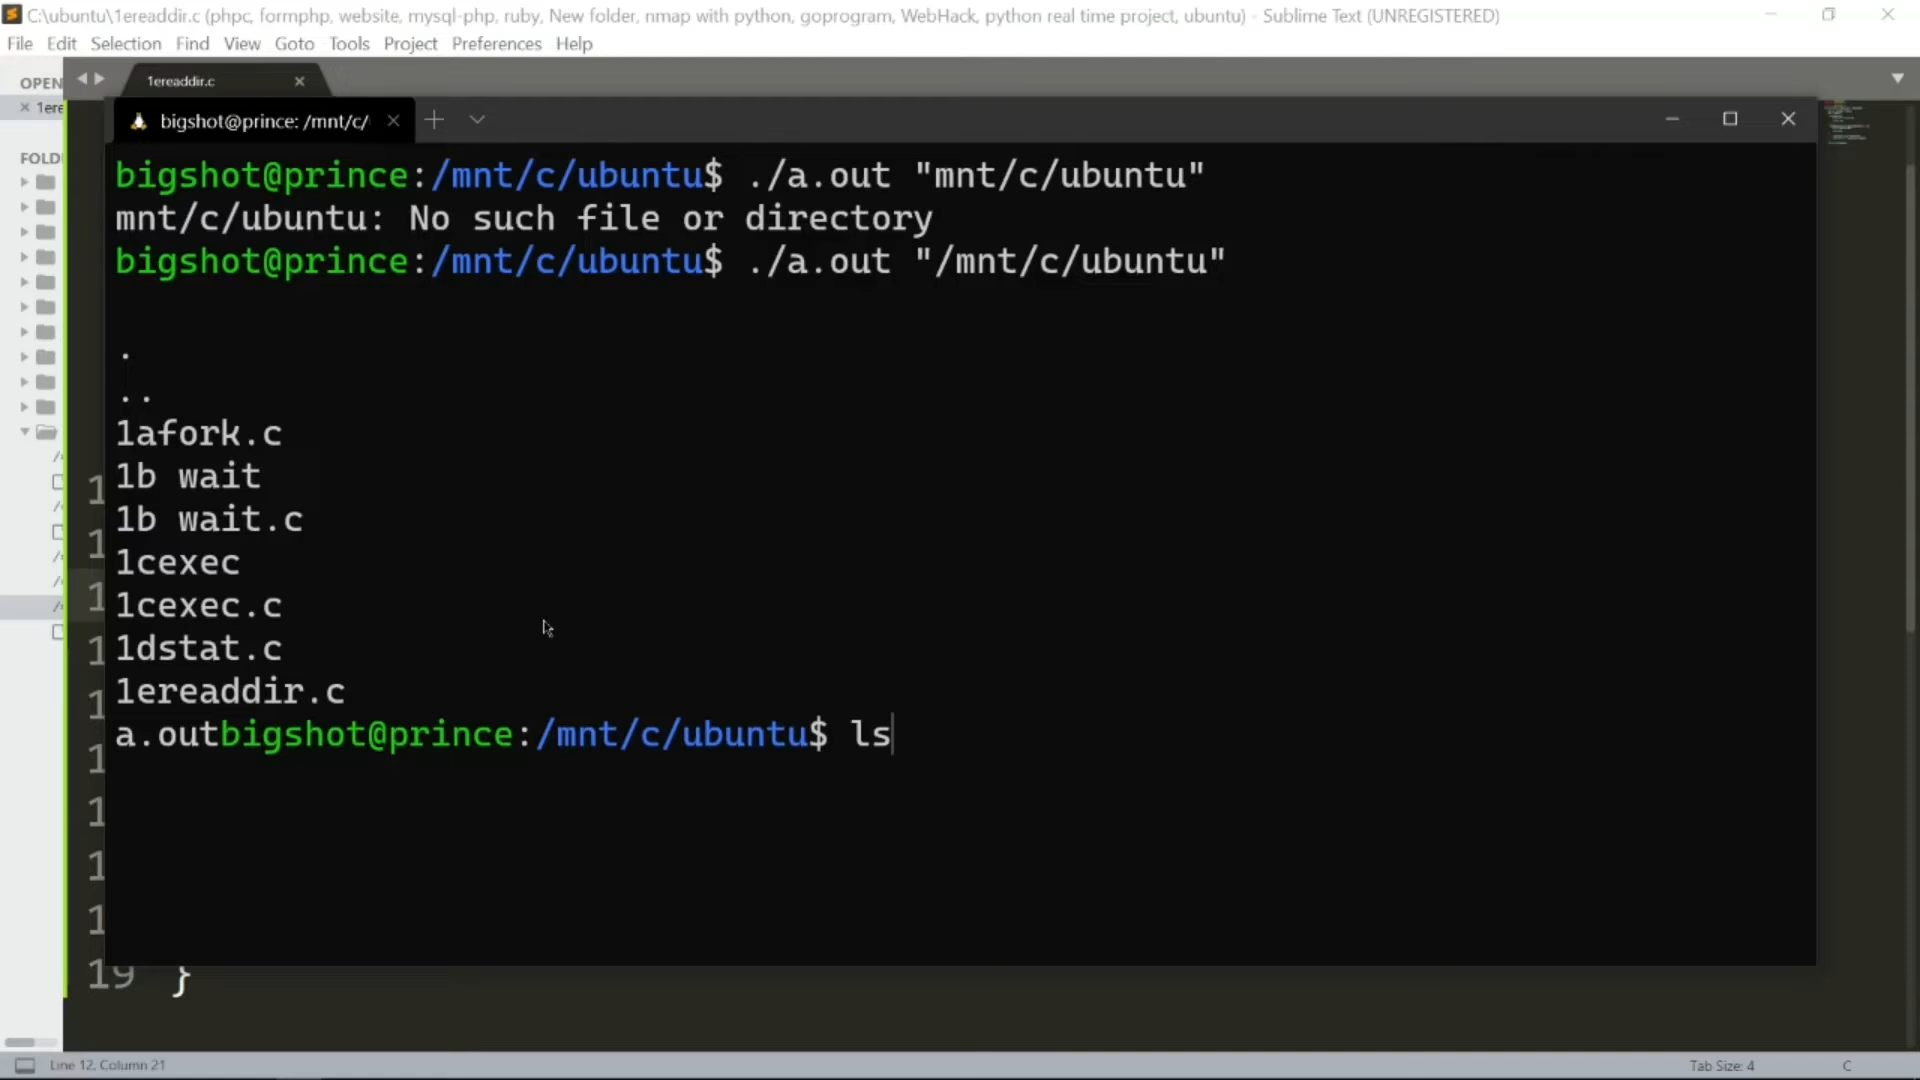 C:\ubuntu\1ereaddir.c (phpc, formphp, website, mysql-php, ruby, New folder, nmap with python, goprogram, WebHack, python real time project, ubuntu) - Sublime Text (UNREGISTERED)
File Edit Selection Find View Goto Tools Project Preferences Help
OPEN
1ereaddir.c
1ere
bigshot@prince: /mnt/c/
FOLD
bigshot@prince:/mnt/c/ubuntu$ ./a.out "mnt/c/ubuntu"
mnt/c/ubuntu: No such file or directory
bigshot@prince:/mnt/c/ubuntu$ ./a.out "/mnt/c/ubuntu"
.
..
1afork.c
1b wait
1b wait.c
1cexec
1cexec.c
1dstat.c
1ereaddir.c
a.outbigshot@prince:/mnt/c/ubuntu$ ls
19 }
Line 12, Column 21
Tab Size: 4
C